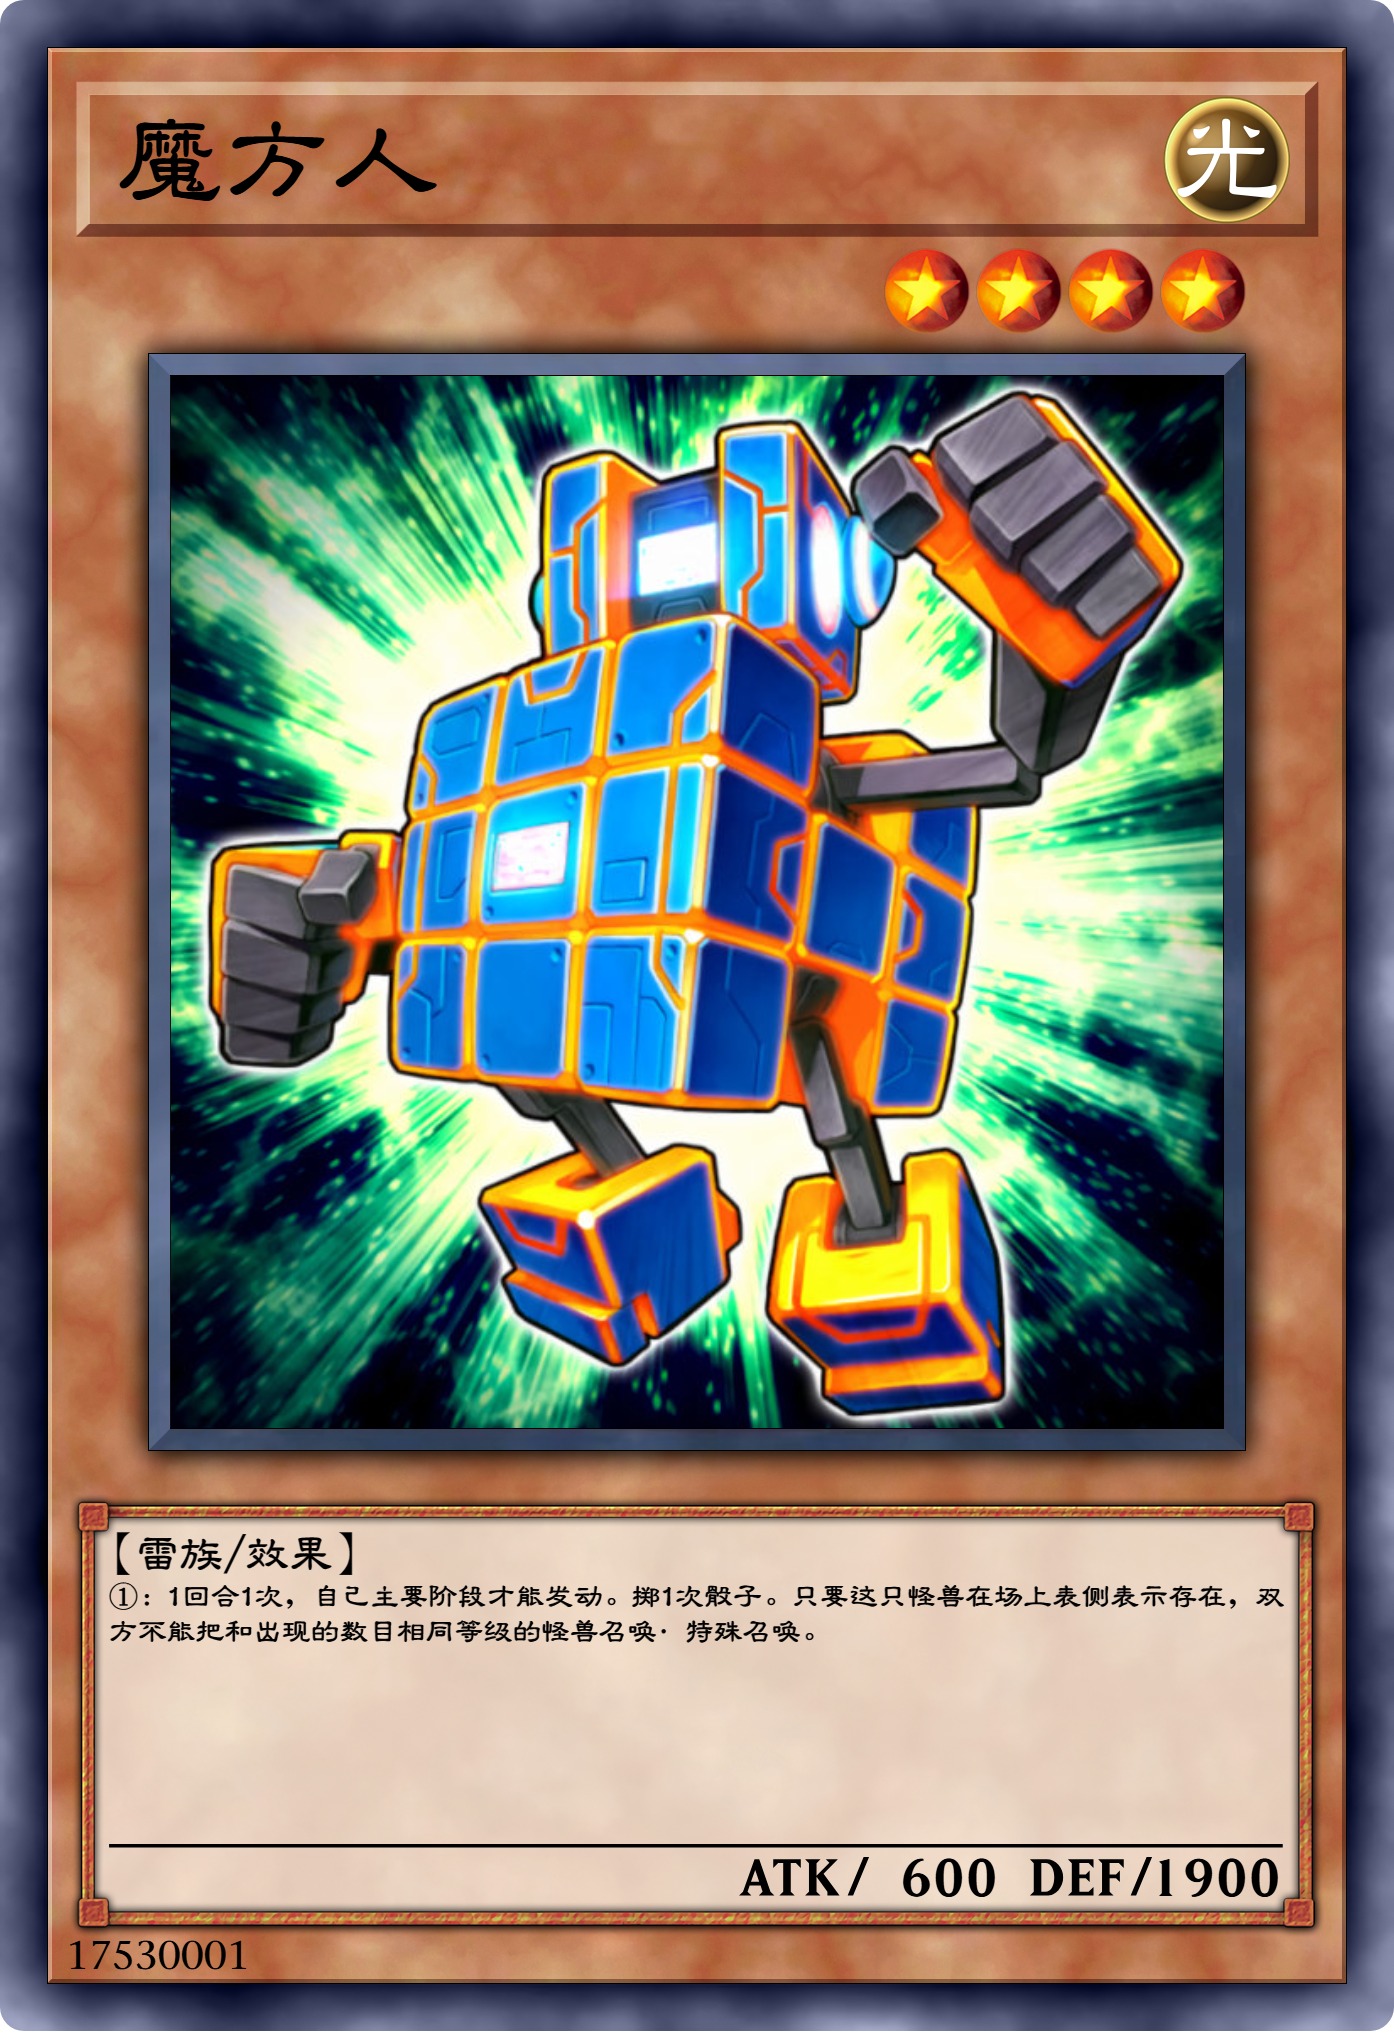 魔方人
光
【雷族/效果】
①：1回合1次，自己主要阶段才能发动。掷1次骰子。只要这只怪兽在场上表侧表示存在，双
方不能把和出现的数目相同等级的怪兽召唤·特殊召唤。
ATK/ 600 DEF/1900
17530001